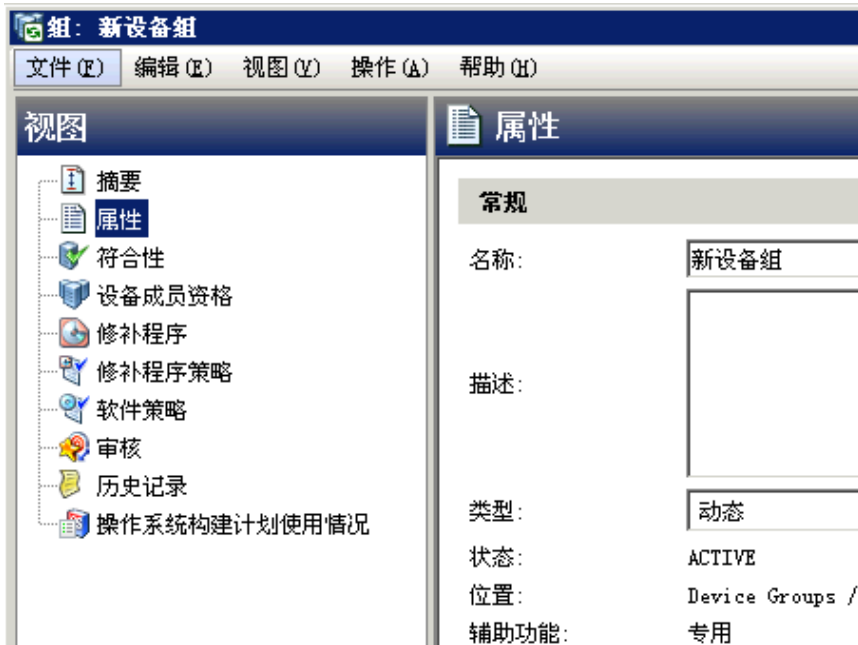 组: 新设备组
文件(F) 编辑(E) 视图(V) 操作(A) 帮助(H)
视图
摘要
属性
符合性
设备成员资格
修补程序
修补程序策略
软件策略
审核
历史记录
操作系统构建计划使用情况
属性
常规
名称: 新设备组
描述:
类型: 动态
状态: ACTIVE
位置: Device Groups /
辅助功能: 专用